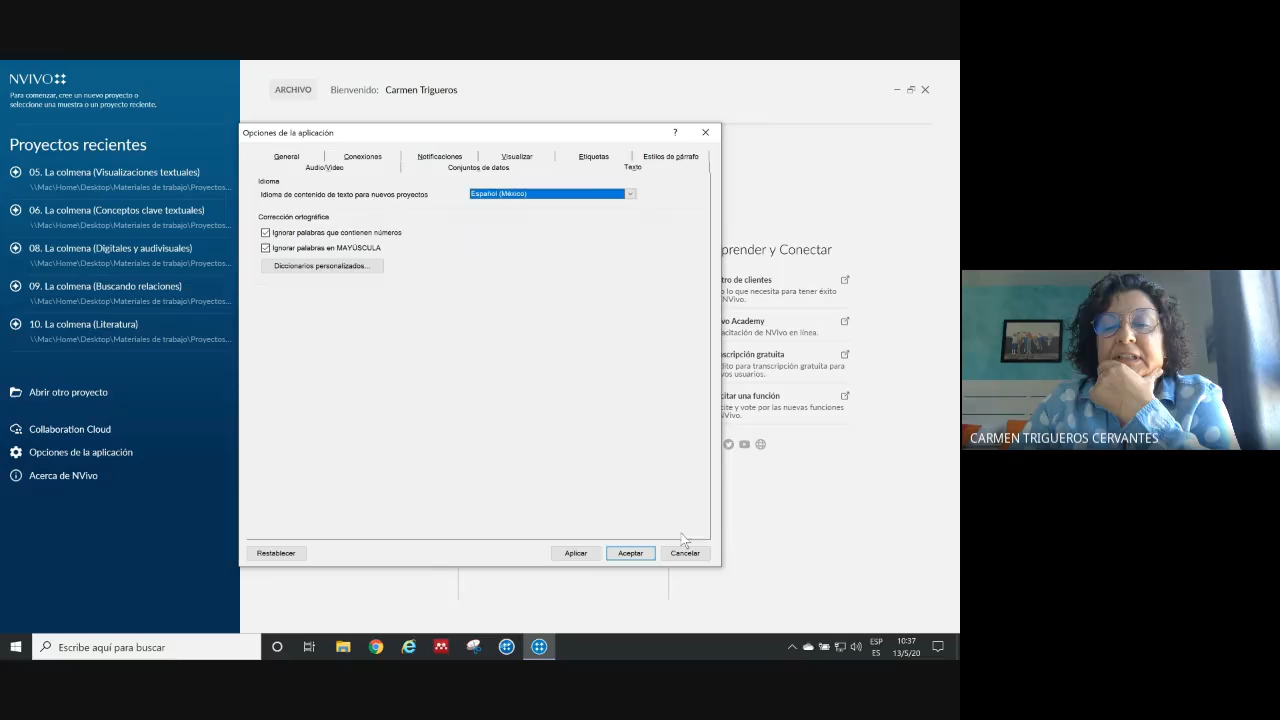 NVIVO
Para comenzar, cree un nuevo proyecto o
seleccione una muestra o un proyecto reciente.
Proyectos recientes
05. La colmena (Visualizaciones textuales)
\\Mac\Home\Desktop\Materiales de trabajo\Proyectos...
06. La colmena (Conceptos clave textuales)
\\Mac\Home\Desktop\Materiales de trabajo\Proyectos...
08. La colmena (Digitales y audivisuales)
\\Mac\Home\Desktop\Materiales de trabajo\Proyectos...
09. La colmena (Buscando relaciones)
\\Mac\Home\Desktop\Materiales de trabajo\Proyectos...
10. La colmena (Literatura)
\\Mac\Home\Desktop\Materiales de trabajo\Proyectos...
Abrir otro proyecto
Collaboration Cloud
Opciones de la aplicación
Acerca de NVivo
ARCHIVO Bienvenido: Carmen Trigueros
Opciones de la aplicación ?
General Conexiones Notificaciones Visualizar Etiquetas Estilos de párrafo
Audio/Video Conjuntos de datos Texto
Idioma
Idioma de contenido de texto para nuevos proyectos Español (México)
Corrección ortográfica
Ignorar palabras que contienen números
Ignorar palabras en MAYÚSCULA
Diccionarios personalizados...
Restablecer Aplicar Aceptar Cancelar
prender y Conectar
tro de clientes
o lo que necesita para tener éxito
NVivo.
vo Academy
acitación de NVivo en línea.
scripción gratuita
dito para transcripción gratuita para
vos usuarios.
citar una función
cite y vote por las nuevas funciones
NVivo.
CARMEN TRIGUEROS CERVANTES
Escribe aquí para buscar
ESP
ES
10:37
13/5/20